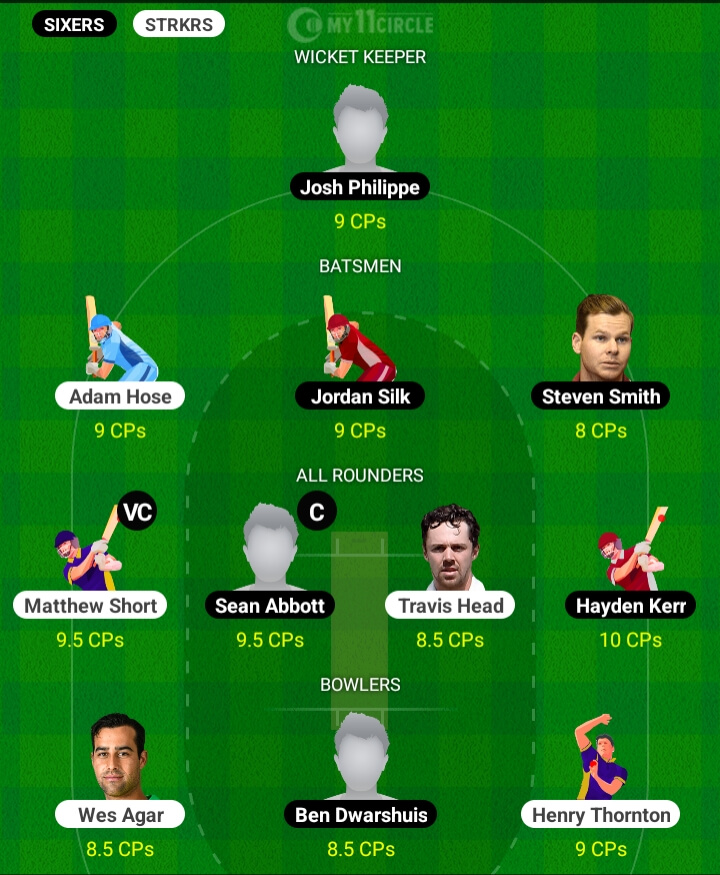 SIXERS STRKRS MY11CIRCLE
WICKET KEEPER
Josh Philippe
9 CPs
BATSMEN
Adam Hose Jordan Silk Steven Smith
9 CPs 9 CPs 8 CPs
ALL ROUNDERS
VC C
Matthew Short Sean Abbott Travis Head Hayden Kerr
9.5 CPs 9.5 CPs 8.5 CPs 10 CPs
BOWLERS
Wes Agar Ben Dwarshuis Henry Thornton
8.5 CPs 8.5 CPs 9 CPs